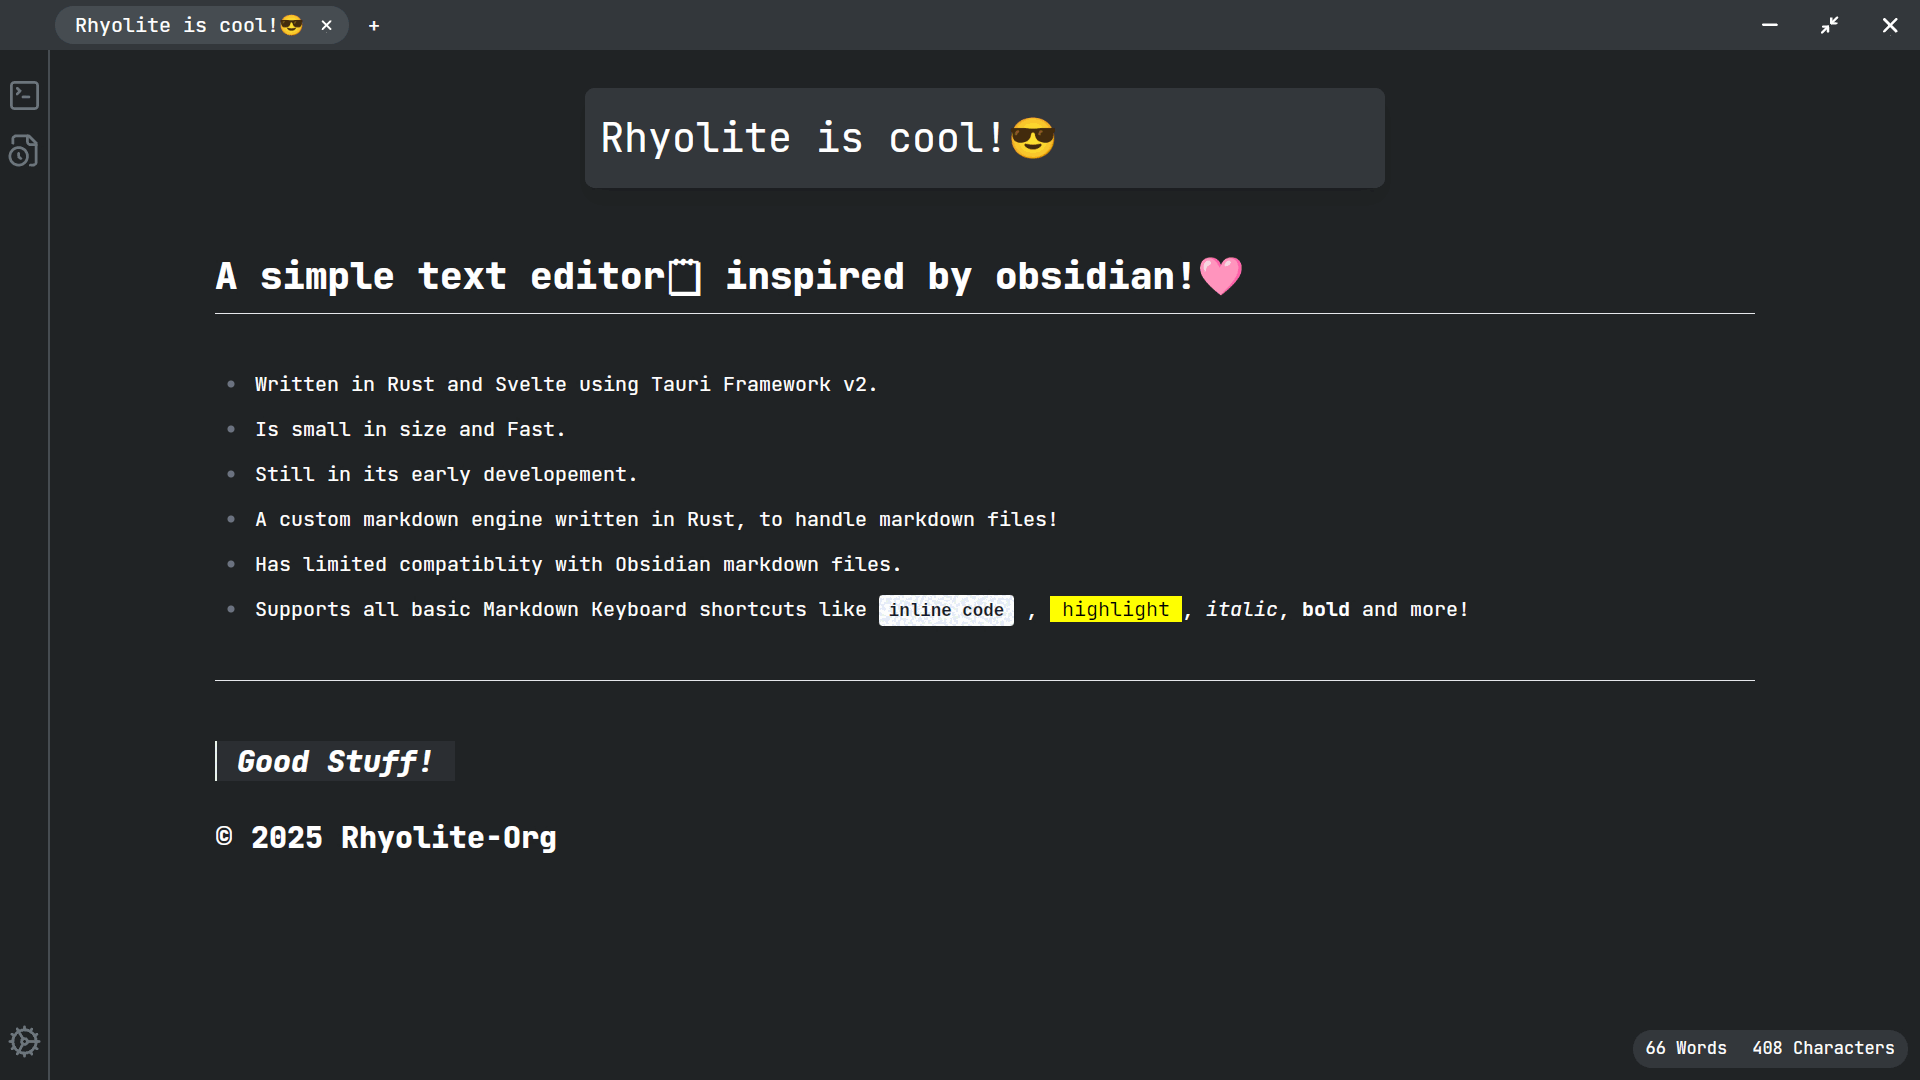 Rhyolite is cool!😎
Rhyolite is cool!😎
A simple text editor🗒 inspired by obsidian!🩷
Written in Rust and Svelte using Tauri Framework v2.
Is small in size and Fast.
Still in its early developement.
A custom markdown engine written in Rust, to handle markdown files!
Has limited compatiblity with Obsidian markdown files.
Supports all basic Markdown Keyboard shortcuts like inline code , highlight , italic, bold and more!
Good Stuff!
© 2025 Rhyolite-Org
66 Words 408 Characters